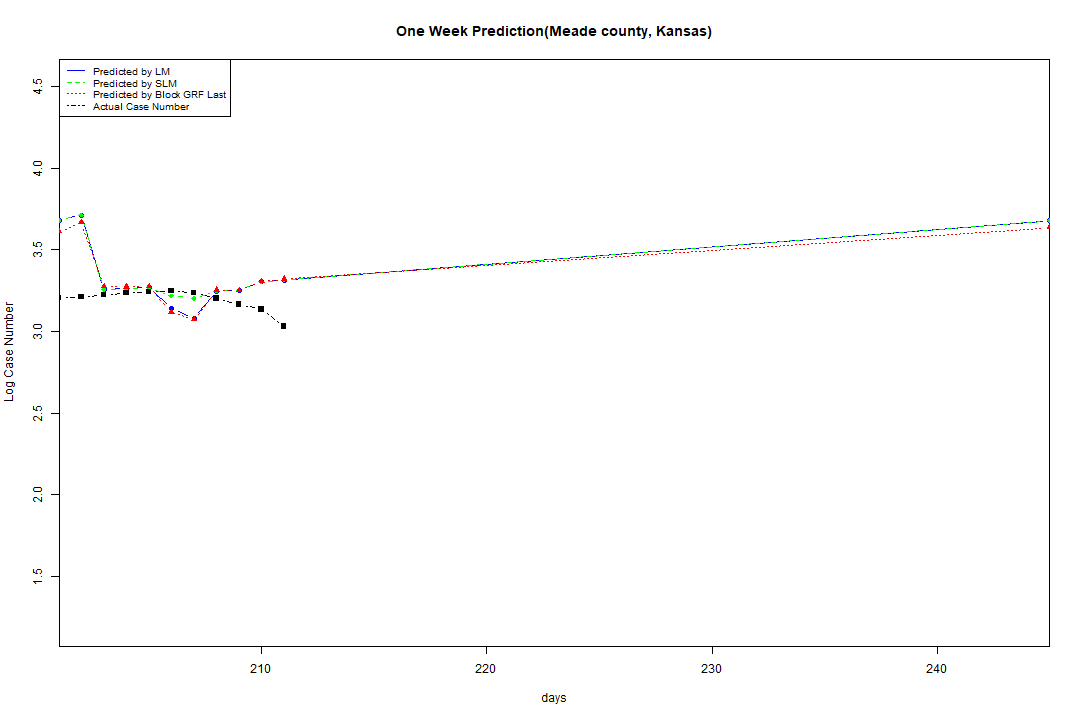 One Week Prediction(Meade county, Kansas)
Predicted by LM
Predicted by SLM
Predicted by Block GRF Last
Actual Case Number
4.5
4.0
3.5
3.0
2.5
2.0
1.5
Log Case Number
210
220
230
240
days